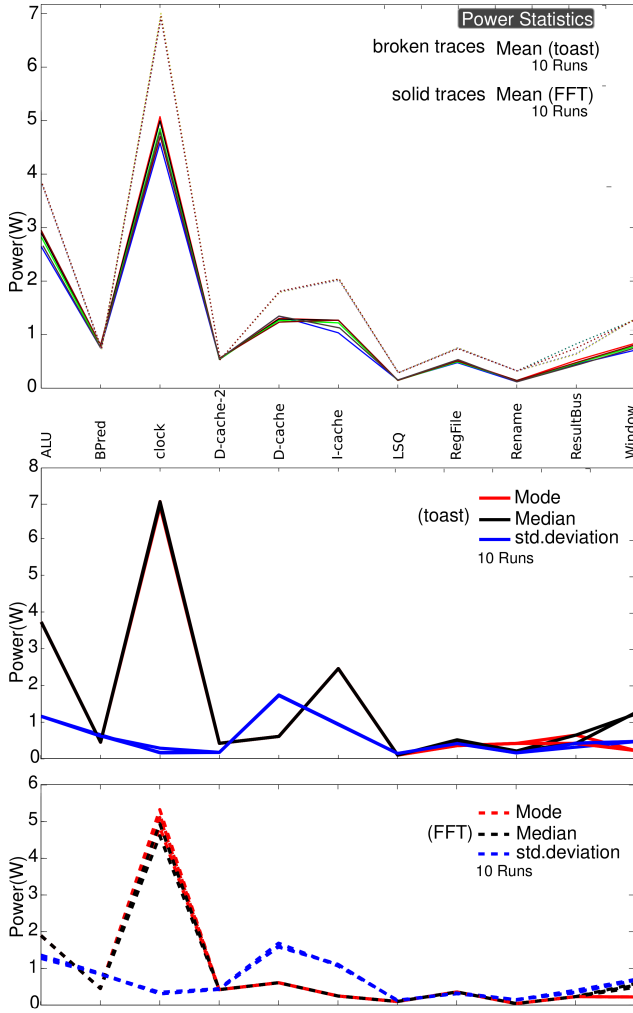 Power Statistics
broken traces Mean (toast)
10 Runs
solid traces Mean (FFT)
10 Runs
7
6
5
4
3
2
1
0
Power(W)
ALU
BPred
clock
D-cache-2
D-cache
I-cache
LSQ
RegFile
Rename
ResultBus
Window
8
7
6
5
4
3
2
1
0
Power(W)
(toast)
Mode
Median
std.deviation
10 Runs
6
5
4
3
2
1
0
Power(W)
(FFT)
Mode
Median
std.deviation
10 Runs